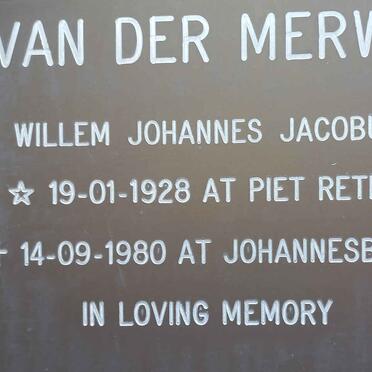 VAN DER MERW
WILLEM JOHANNES JACOBU
☆ 19-01-1928 AT PIET RETI
14-09-1980 AT JOHANNESB
IN LOVING MEMORY